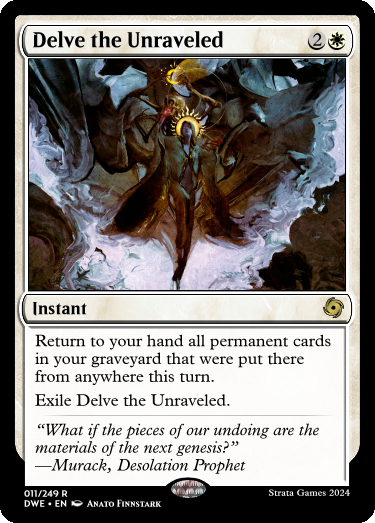 Delve the Unraveled 2
Instant
Return to your hand all permanent cards
in your graveyard that were put there
from anywhere this turn.
Exile Delve the Unraveled.
“What if the pieces of our undoing are the
materials of the next genesis?”
—Murack, Desolation Prophet
011/249 R
Strata Games 2024
DWE • EN Anato Finnstark